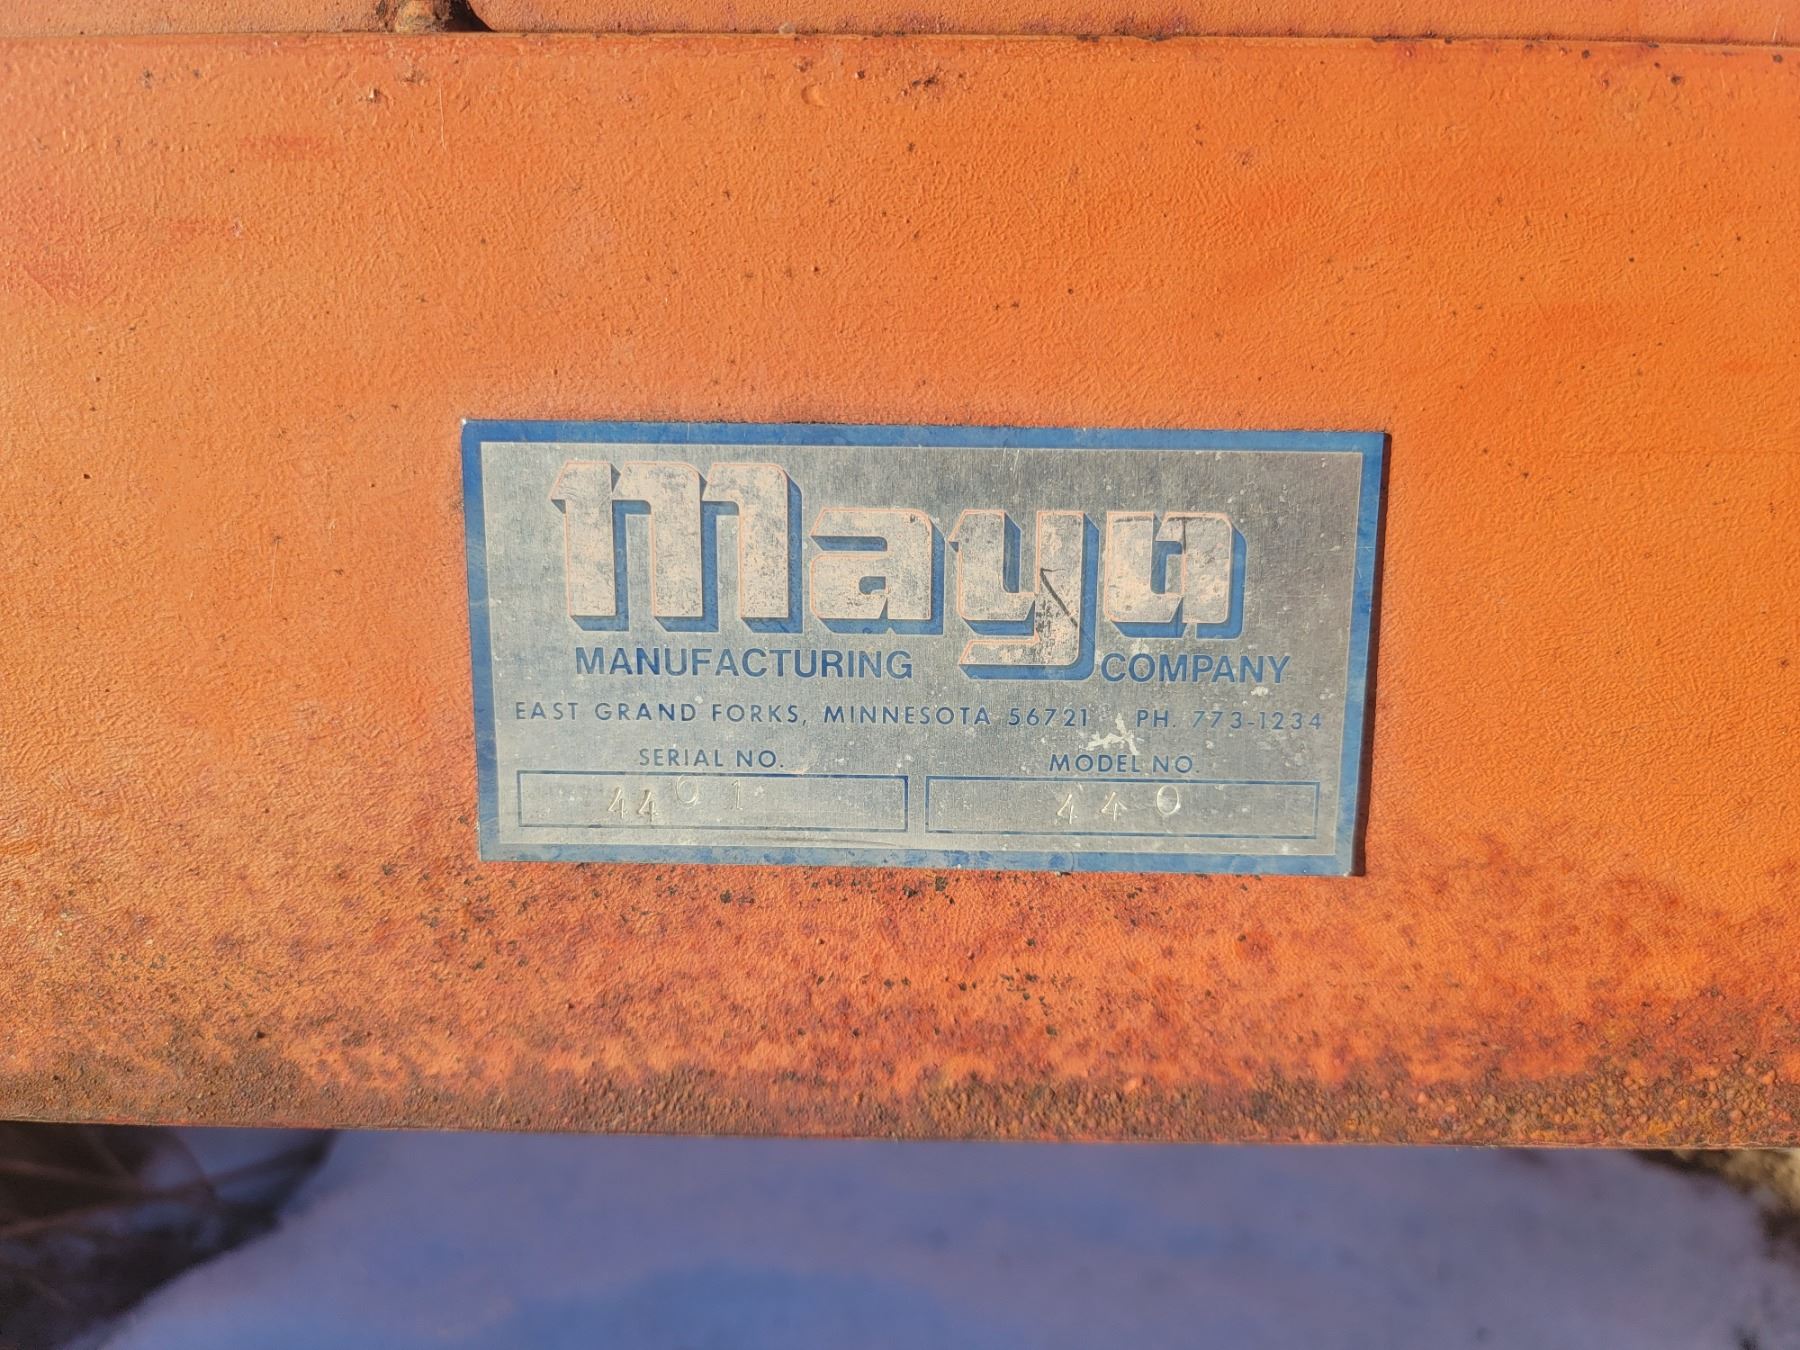 Mayo
MANUFACTURING COMPANY
EAST GRAND FORKS, MINNESOTA 56721 PH. 773-1234
SERIAL NO. MODEL NO.
4401 440